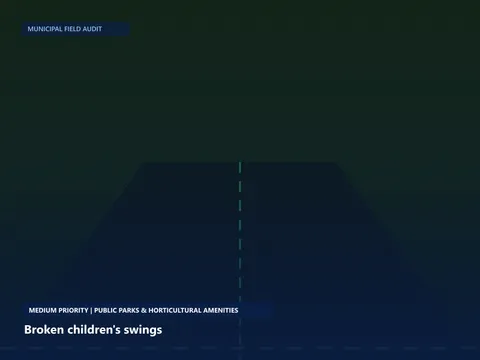 MUNICIPAL FIELD AUDIT
MEDIUM PRIORITY | PUBLIC PARKS & HORTICULTURAL AMENITIES
Broken children's swings